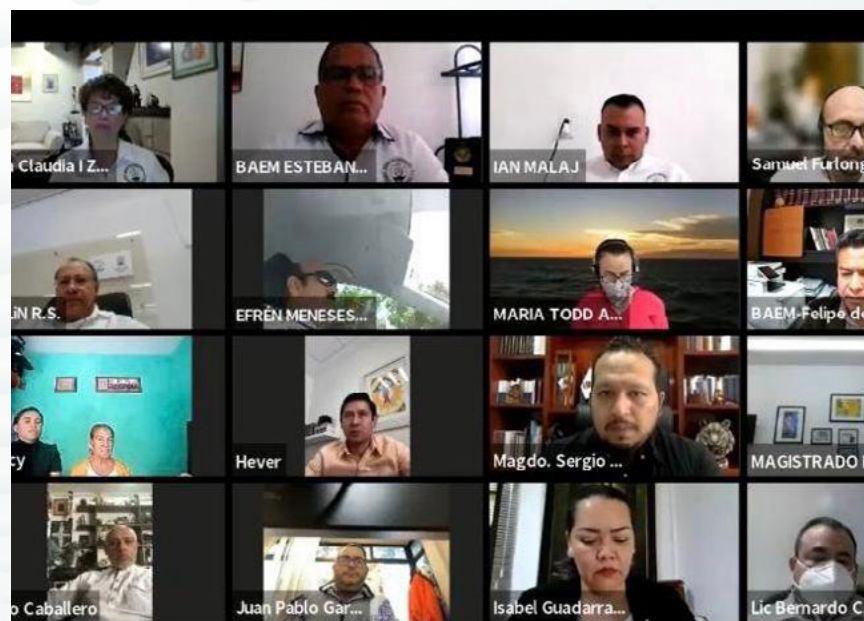 Claudia I Z...
BAEM ESTEBAN...
IAN MALAJ
Samuel Furlong
R.S.
EFRÉN MENESES...
MARIA TODD A...
BAEM-Felipe de
cy
Hever
Magdo. Sergio ...
MAGISTRADO
o Caballero
Juan Pablo Gar...
Isabel Guadarra...
Lic Bernardo C